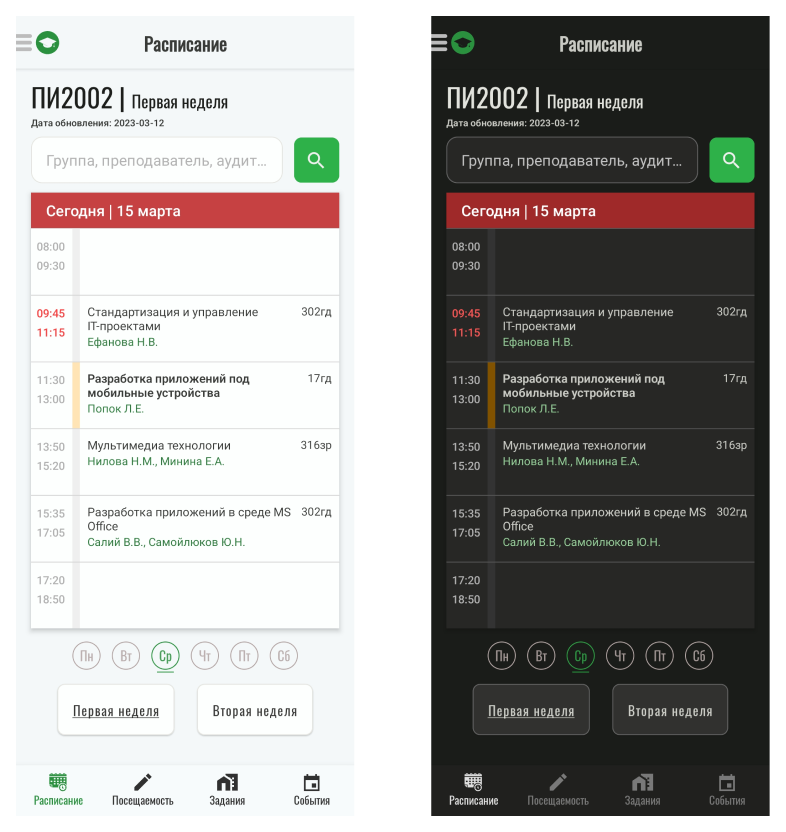 Расписание
ПИ2002 | Первая неделя
Дата обновления: 2023-03-12
Группа, преподаватель, аудит...
Сегодня | 15 марта
08:00
09:30
09:45 Стандартизация и управление 302гд
11:15 IT-проектами
Ефанова Н.В.
11:30 Разработка приложений под 17гд
13:00 мобильные устройства
Попок Л.Е.
13:50 Мультимедиа технологии 316зр
15:20 Нилова Н.М., Минина Е.А.
15:35 Разработка приложений в среде MS 302гд
17:05 Office
Салий В.В., Самойлюков Ю.Н.
17:20
18:50
Пн Вт Ср Чт Пт Сб
Первая неделя Вторая неделя
Расписание Посещаемость Задания События
Расписание
ПИ2002 | Первая неделя
Дата обновления: 2023-03-12
Группа, преподаватель, аудит...
Сегодня | 15 марта
08:00
09:30
09:45 Стандартизация и управление 302гд
11:15 IT-проектами
Ефанова Н.В.
11:30 Разработка приложений под 17гд
13:00 мобильные устройства
Попок Л.Е.
13:50 Мультимедиа технологии 316зр
15:20 Нилова Н.М., Минина Е.А.
15:35 Разработка приложений в среде MS 302гд
17:05 Office
Салий В.В., Самойлюков Ю.Н.
17:20
18:50
Пн Вт Ср Чт Пт Сб
Первая неделя Вторая неделя
Расписание Посещаемость Задания События